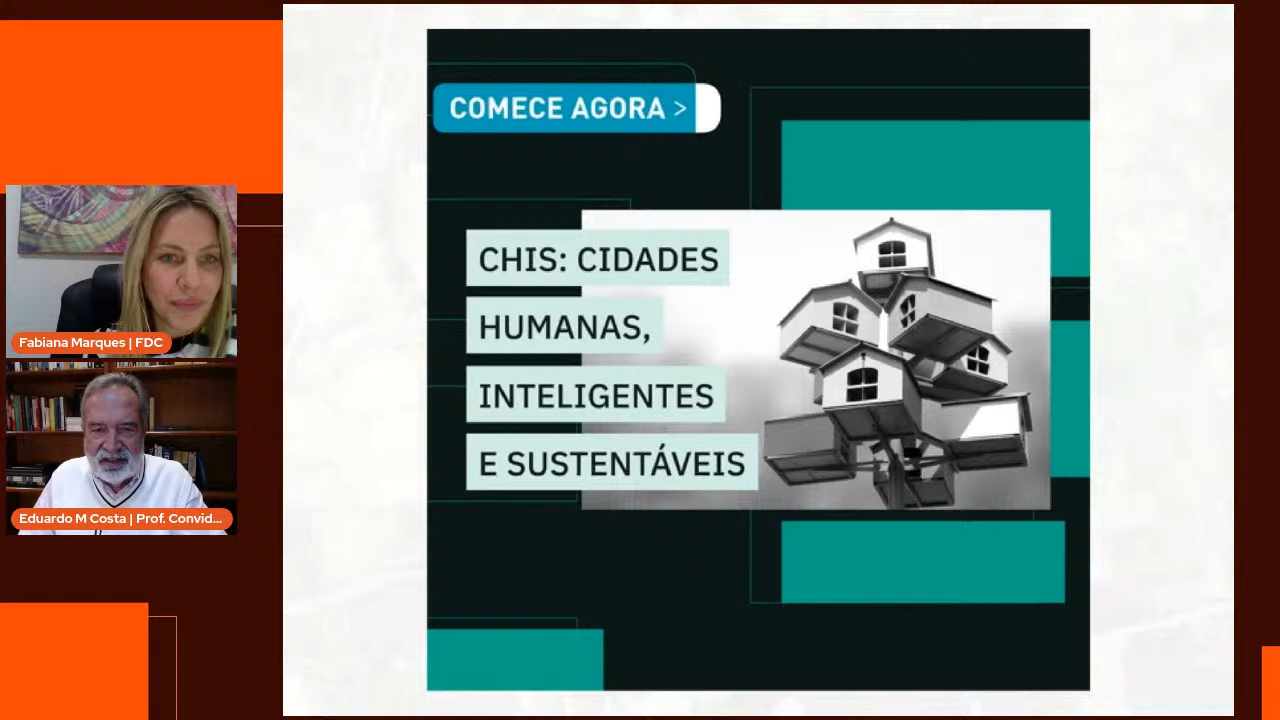 COMECE AGORA >
CHIS: CIDADES
HUMANAS,
INTELIGENTES
E SUSTENTÁVEIS
Fabiana Marques | FDC
Eduardo M Costa | Prof. Convid...